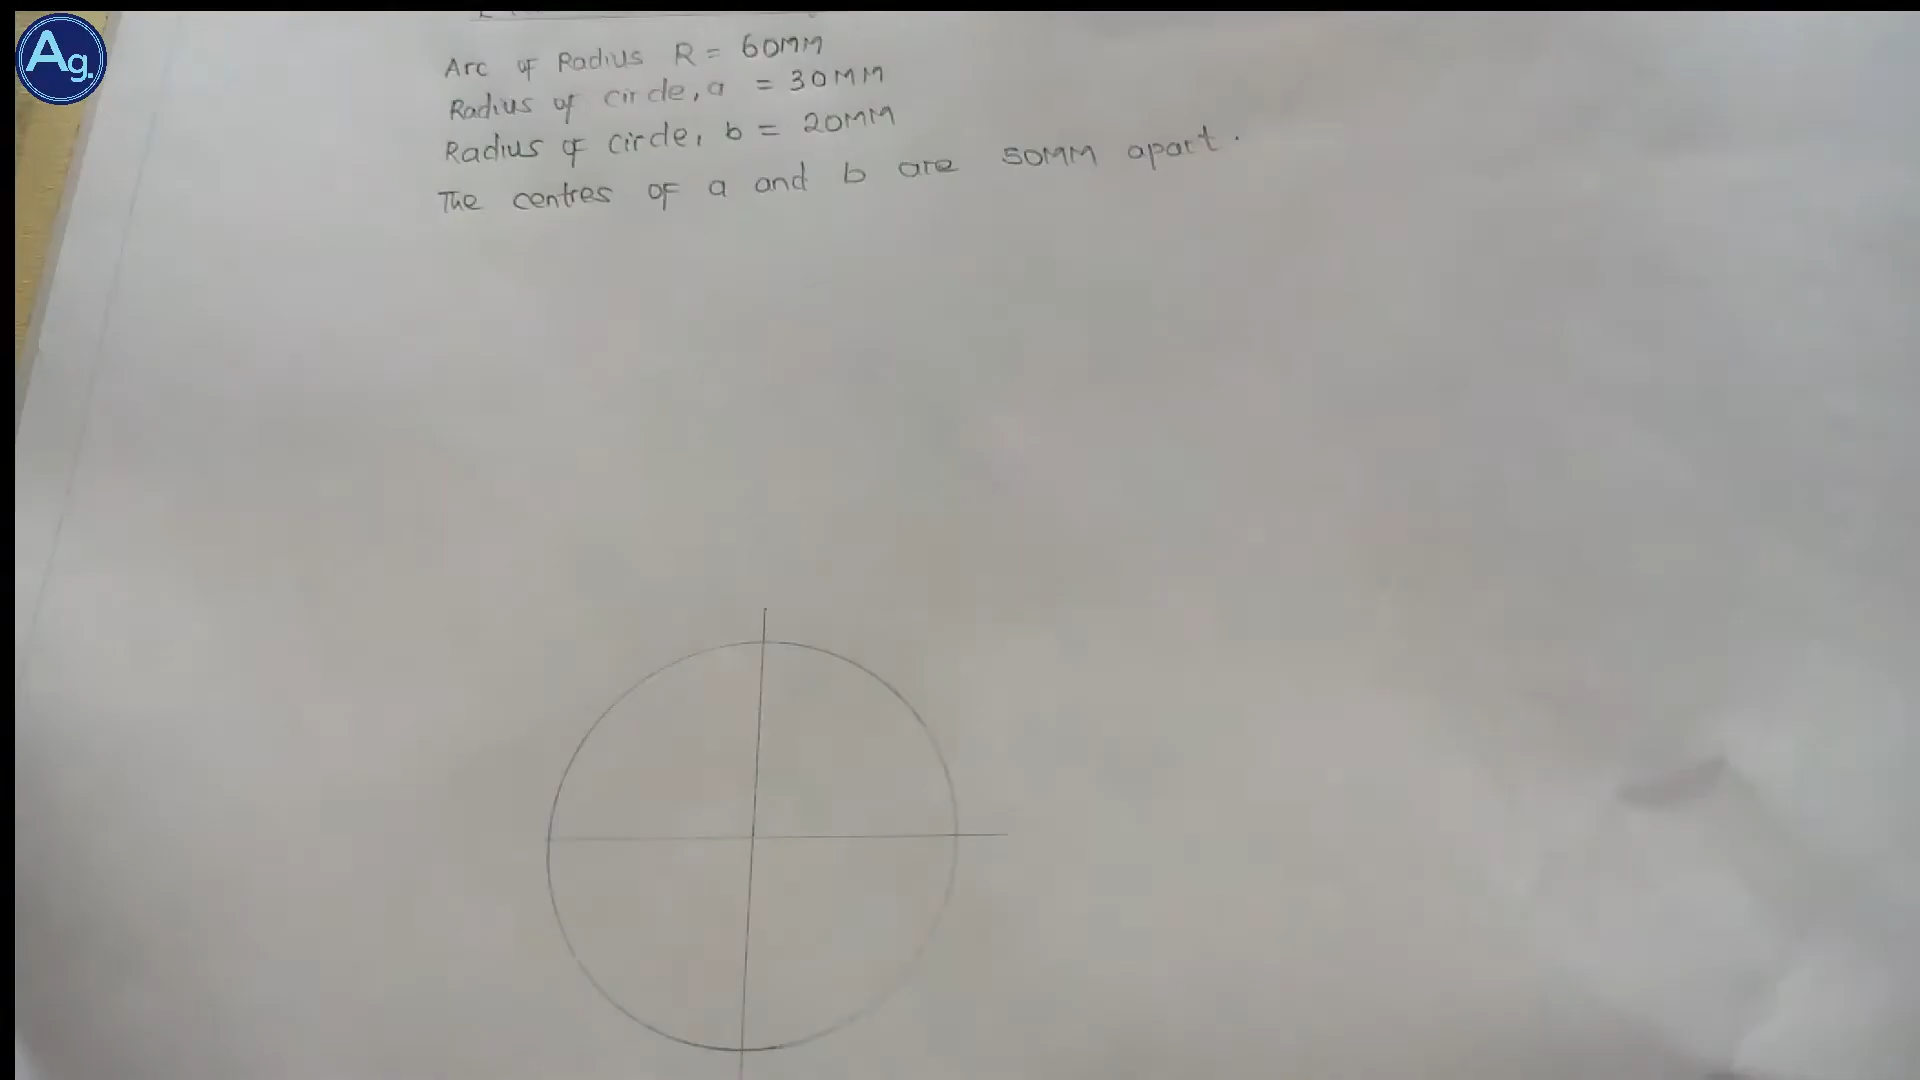 Ag.
Arc of Radius R = 60MM
Radius of circle, a = 30MM
Radius of circle, b = 20MM
The centres of a and b are 50MM apart.